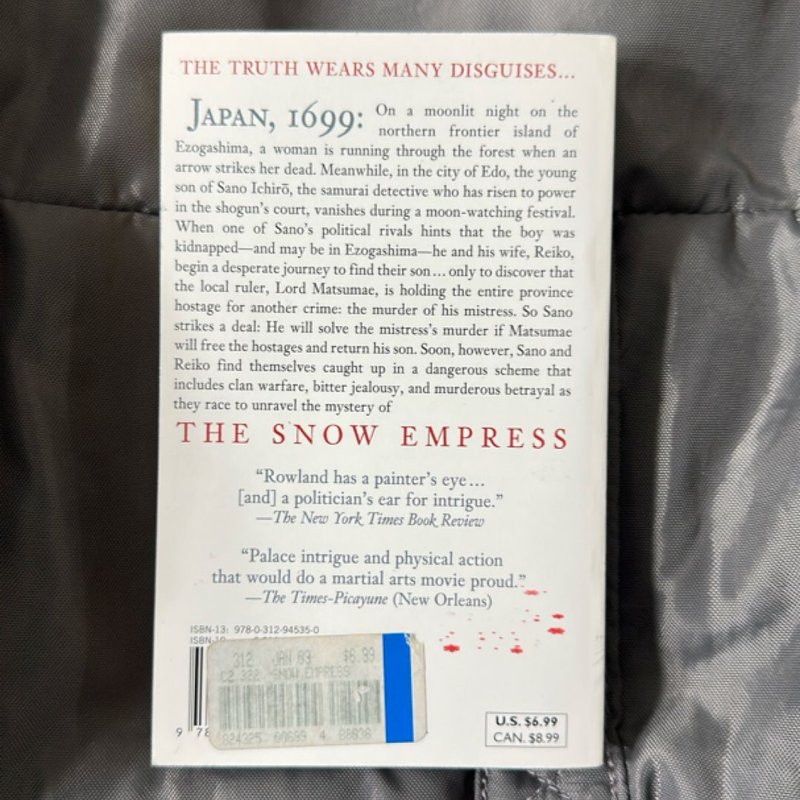 THE TRUTH WEARS MANY DISGUISES...
JAPAN, 1699: On a moonlit night on the
northern frontier island of
Ezogashima, a woman is running through the forest when an
arrow strikes her dead. Meanwhile, in the city of Edo, the young
son of Sano Ichirō, the samurai detective who has risen to power
in the shogun's court, vanishes during a moon-watching festival.
When one of Sano's political rivals hints that the boy was
kidnapped—and may be in Ezogashima—he and his wife, Reiko,
begin a desperate journey to find their son... only to discover that
the local ruler, Lord Matsumae, is holding the entire province
hostage for another crime: the murder of his mistress. So Sano
strikes a deal: He will solve the mistress's murder if Matsumae
will free the hostages and return his son. Soon, however, Sano and
Reiko find themselves caught up in a dangerous scheme that
includes clan warfare, bitter jealousy, and murderous betrayal as
they race to unravel the mystery of
THE SNOW EMPRESS
“Rowland has a painter's eye...
[and] a politician's ear for intrigue.”
—The New York Times Book Review
“Palace intrigue and physical action
that would do a martial arts movie proud.”
—The Times-Picayune (New Orleans)
ISBN-13: 978-0-312-94535-0
312 JAN 09 $6.99
C2 322 SNOW EMPRESS
9 78
U.S. $6.99
CAN. $8.99